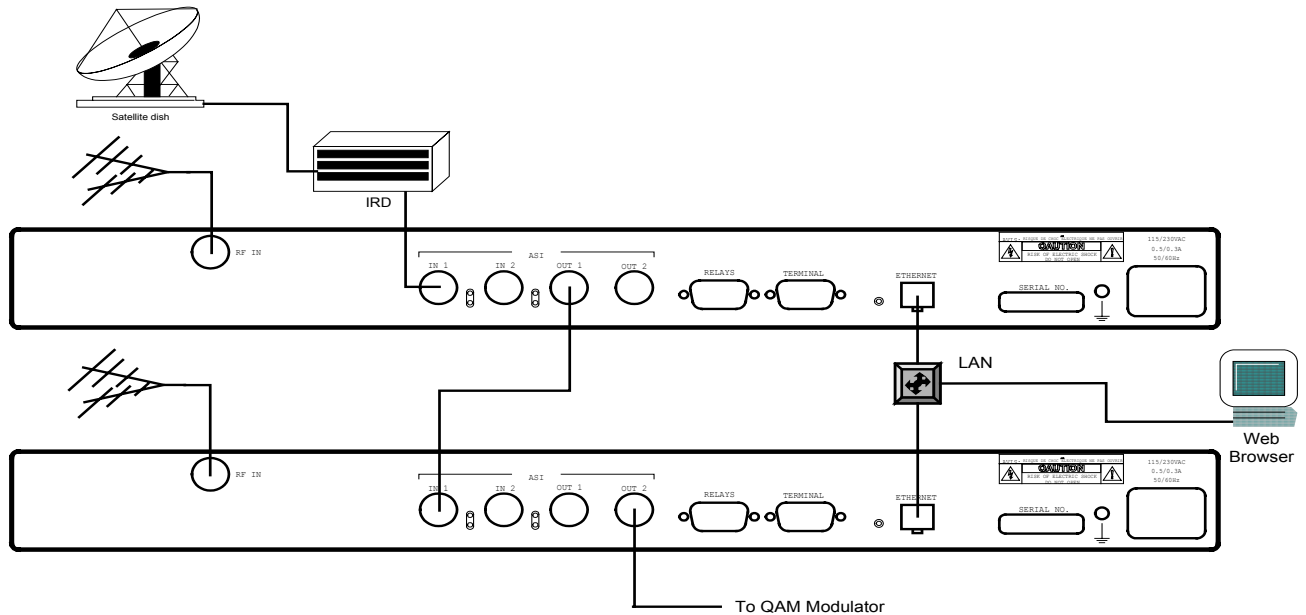 Satellite dish
IRD
RF IN
ASI
IN 1
IN 2
OUT 1
OUT 2
RELAYS
TERMINAL
ETHERNET
CAUTION
RISK OF ELECTRIC SHOCK
DO NOT OPEN
SERIAL NO.
115/230VAC
0.5/0.3A
50/60Hz
LAN
Web
Browser
RF IN
ASI
IN 1
IN 2
OUT 1
OUT 2
RELAYS
TERMINAL
ETHERNET
CAUTION
RISK OF ELECTRIC SHOCK
DO NOT OPEN
SERIAL NO.
115/230VAC
0.5/0.3A
50/60Hz
To QAM Modulator